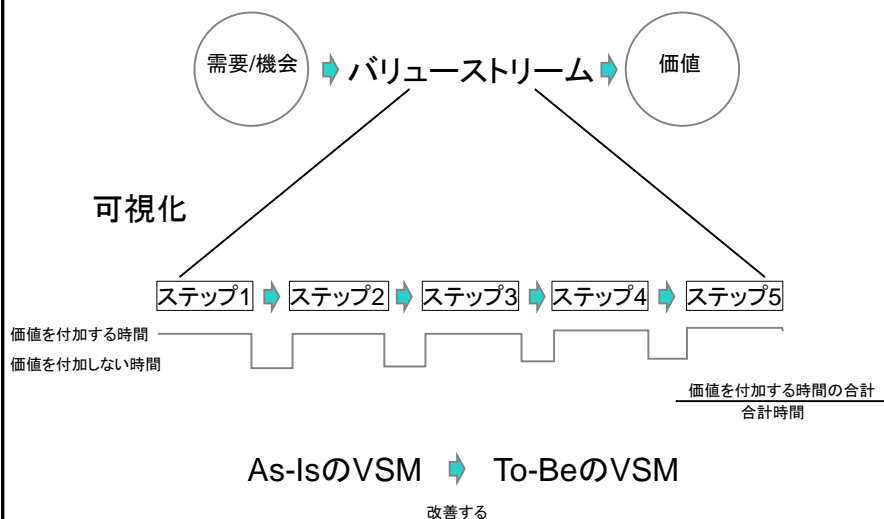 需要/機会
バリューストリーム
価値
可視化
ステップ1
ステップ2
ステップ3
ステップ4
ステップ5
価値を付加する時間
価値を付加しない時間
価値を付加する時間の合計
合計時間
As-IsのVSM
To-BeのVSM
改善する